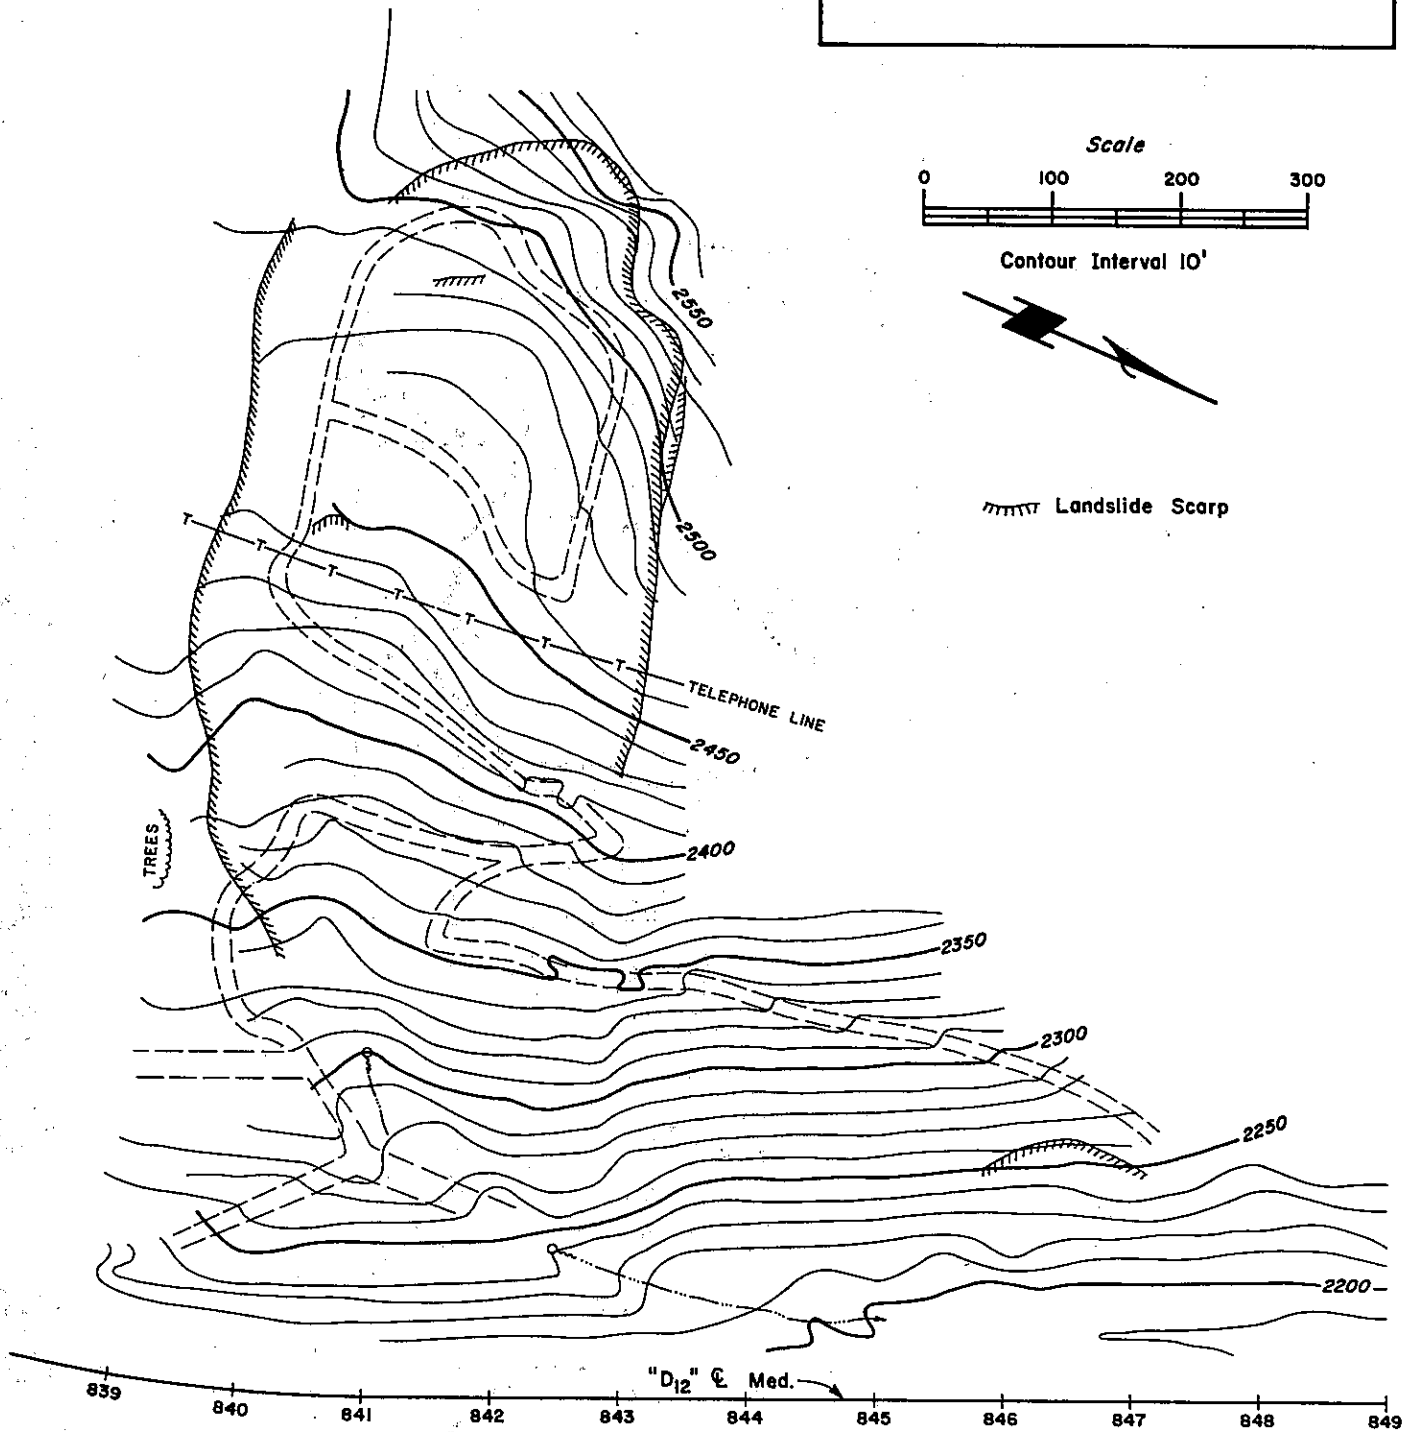 Scale
0 100 200 300
Contour Interval 10'
2550
Landslide Scarp
2500
T T T T T T T
TELEPHONE LINE
2450
TREES
2400
2350
2300
2250
2200
"D12" ℄ Med.
839 840 841 842 843 844 845 846 847 848 849